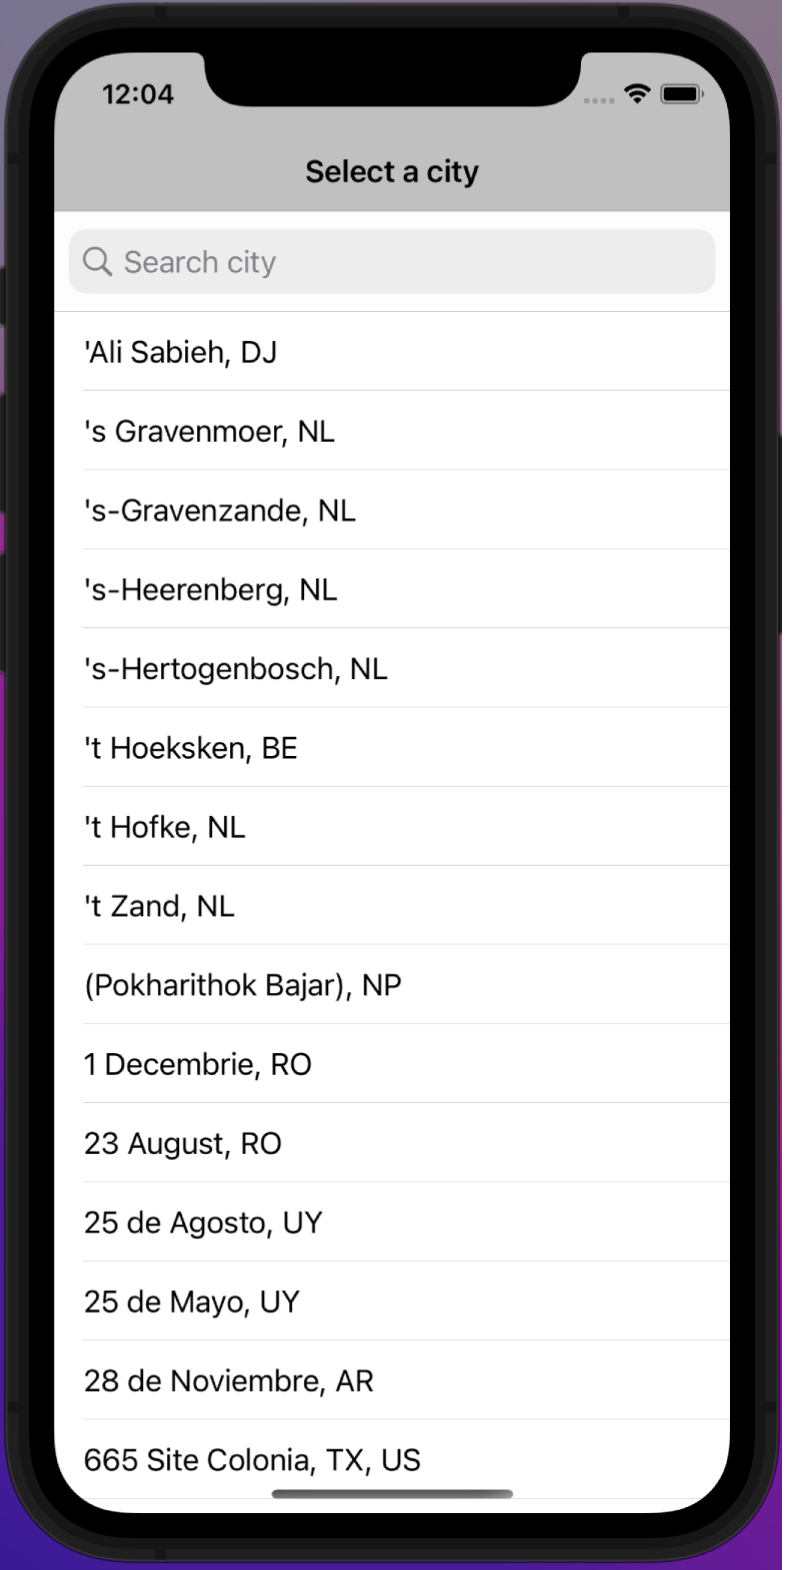 12:04
Select a city
Search city
'Ali Sabieh, DJ
's Gravenmoer, NL
's-Gravenzande, NL
's-Heerenberg, NL
's-Hertogenbosch, NL
't Hoeksken, BE
't Hofke, NL
't Zand, NL
(Pokharithok Bajar), NP
1 Decembrie, RO
23 August, RO
25 de Agosto, UY
25 de Mayo, UY
28 de Noviembre, AR
665 Site Colonia, TX, US